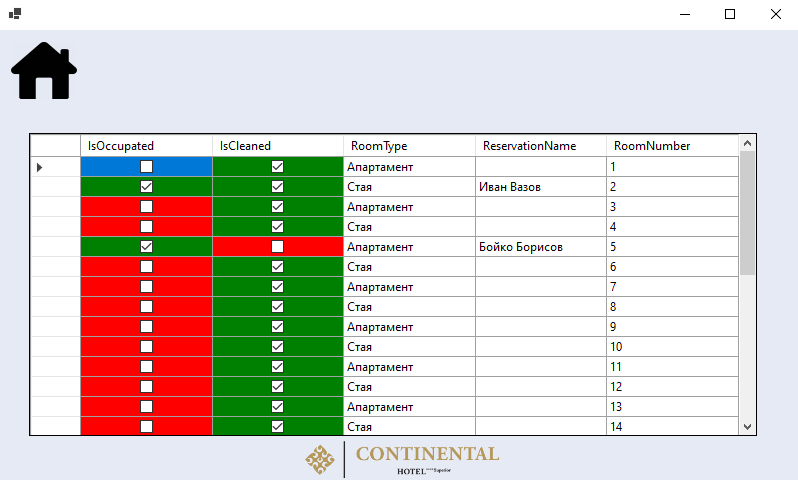 IsOccupated IsCleaned RoomType ReservationName RoomNumber
Апартамент 1
Стая Иван Вазов 2
Апартамент 3
Стая 4
Апартамент Бойко Борисов 5
Стая 6
Апартамент 7
Стая 8
Апартамент 9
Стая 10
Апартамент 11
Стая 12
Апартамент 13
Стая 14
CONTINENTAL
HOTEL **** Superior